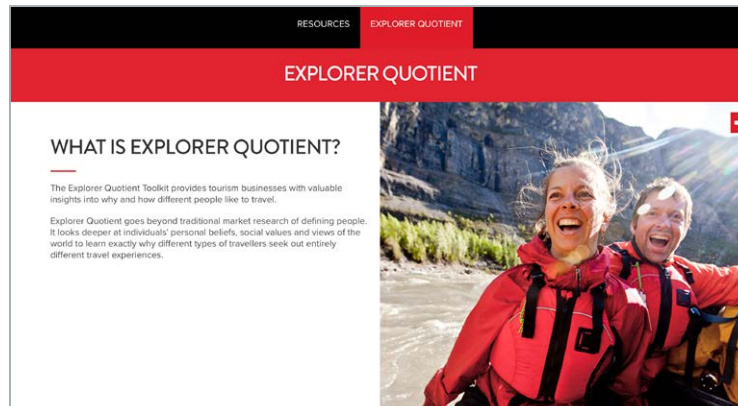 RESOURCES EXPLORER QUOTIENT
EXPLORER QUOTIENT
WHAT IS EXPLORER QUOTIENT?
The Explorer Quotient Toolkit provides tourism businesses with valuable
insights into why and how different people like to travel.
Explorer Quotient goes beyond traditional market research of defining people.
It looks deeper at individuals' personal beliefs, social values and views of the
world to learn exactly why different types of travellers seek out entirely
different travel experiences.